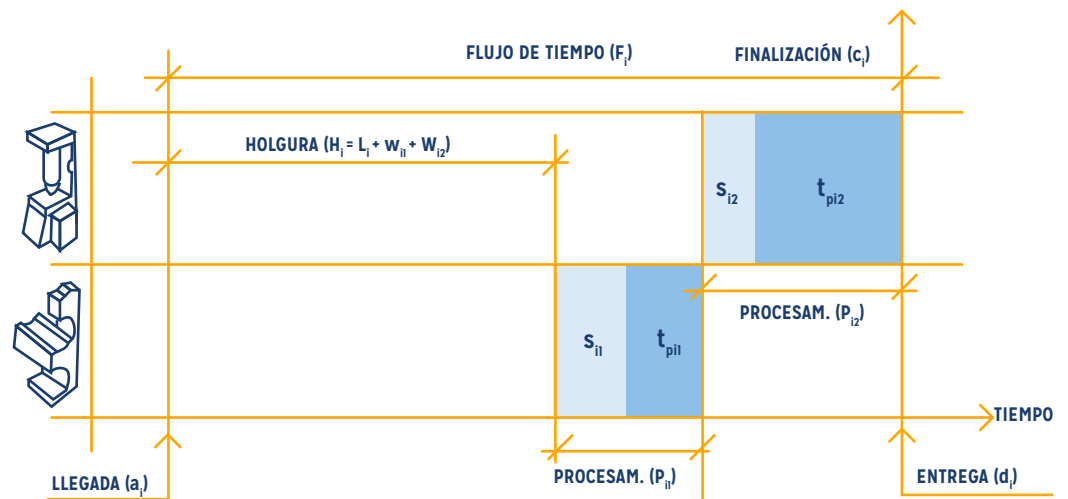 FLUJO DE TIEMPO (Fᵢ)
FINALIZACIÓN (cᵢ)
HOLGURA (Hᵢ = Lᵢ + wᵢ₁ + Wᵢ₂)
sᵢ₂
tₚᵢ₂
PROCESAM. (Pᵢ₂)
sᵢ₁
tₚᵢ₁
TIEMPO
LLEGADA (aᵢ)
PROCESAM. (Pᵢ₁)
ENTREGA (dᵢ)